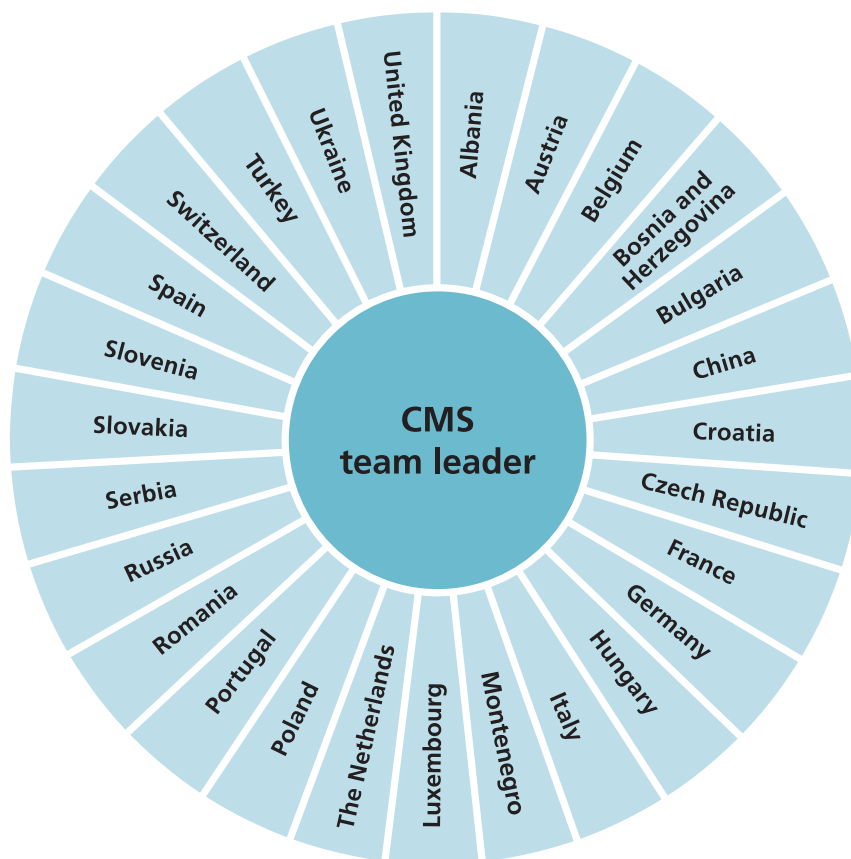 CMS
team leader
Albania
Austria
Belgium
Bosnia and
Herzegovina
Bulgaria
China
Croatia
Czech Republic
France
Germany
Hungary
Italy
Montenegro
Luxembourg
The Netherlands
Poland
Portugal
Romania
Russia
Serbia
Slovakia
Slovenia
Spain
Switzerland
Turkey
Ukraine
United Kingdom